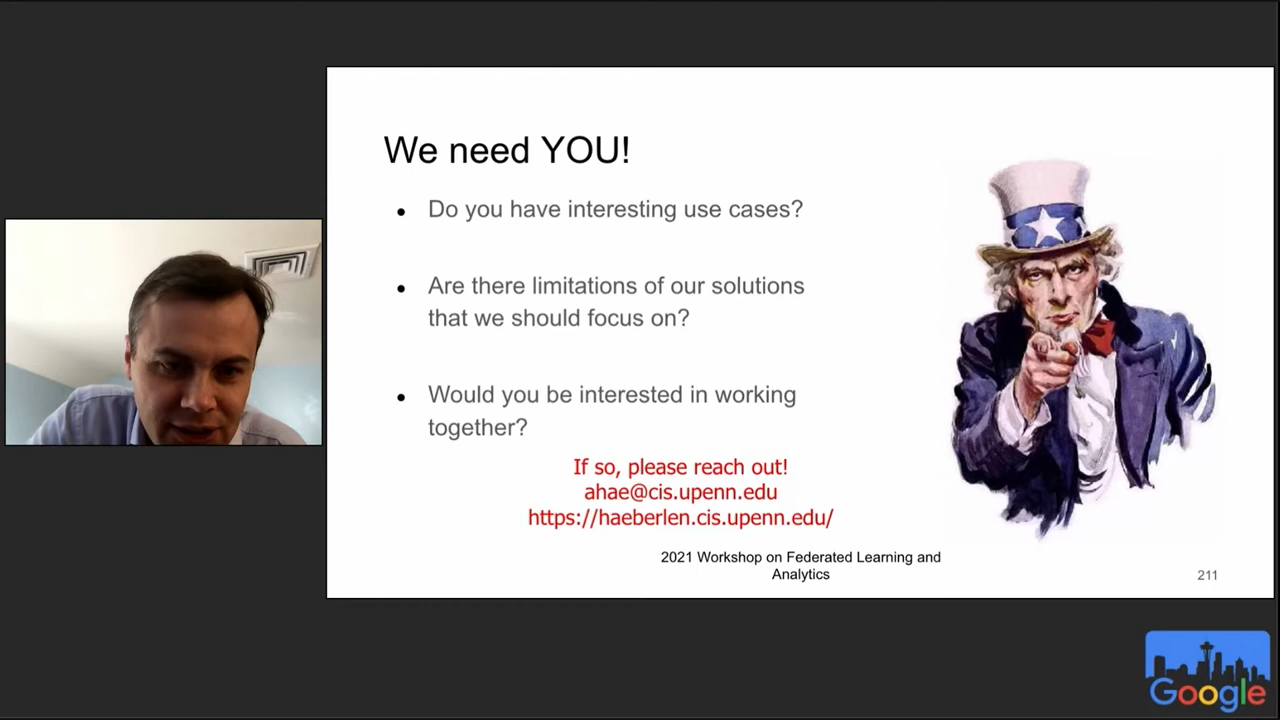 We need YOU!
Do you have interesting use cases?
Are there limitations of our solutions
that we should focus on?
Would you be interested in working
together?
If so, please reach out!
ahae@cis.upenn.edu
https://haeberlen.cis.upenn.edu/
2021 Workshop on Federated Learning and
Analytics
211
Google